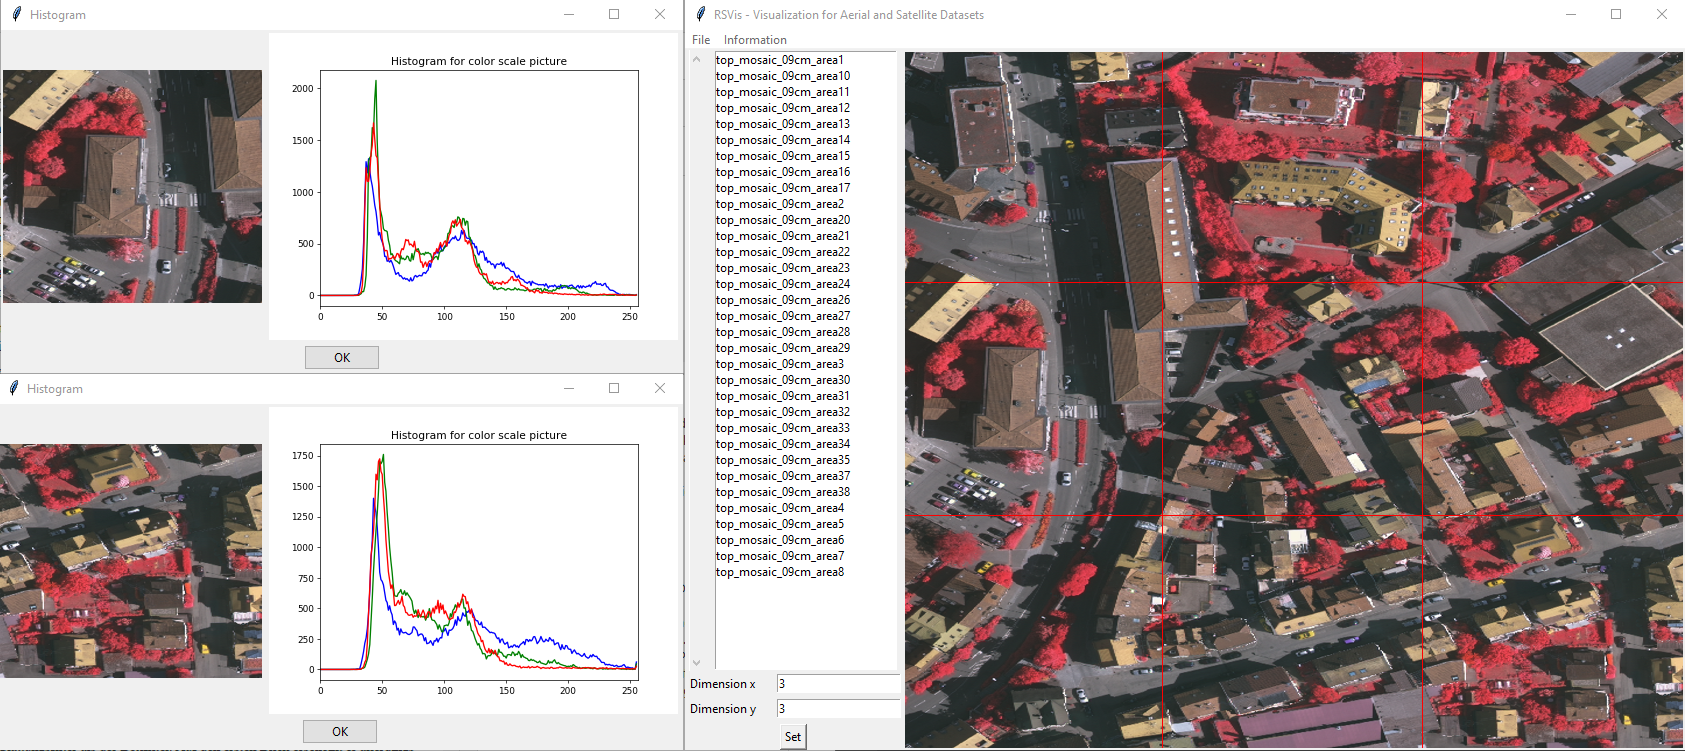 Histogram
Histogram for color scale picture
2000
1500
1000
500
0
0 50 100 150 200 250
OK
Histogram
Histogram for color scale picture
1750
1500
1250
1000
750
500
250
0
0 50 100 150 200 250
OK
RSVis - Visualization for Aerial and Satellite Datasets
File Information
top_mosaic_09cm_area1
top_mosaic_09cm_area10
top_mosaic_09cm_area11
top_mosaic_09cm_area12
top_mosaic_09cm_area13
top_mosaic_09cm_area14
top_mosaic_09cm_area15
top_mosaic_09cm_area16
top_mosaic_09cm_area17
top_mosaic_09cm_area2
top_mosaic_09cm_area20
top_mosaic_09cm_area21
top_mosaic_09cm_area22
top_mosaic_09cm_area23
top_mosaic_09cm_area24
top_mosaic_09cm_area26
top_mosaic_09cm_area27
top_mosaic_09cm_area28
top_mosaic_09cm_area29
top_mosaic_09cm_area3
top_mosaic_09cm_area30
top_mosaic_09cm_area31
top_mosaic_09cm_area32
top_mosaic_09cm_area33
top_mosaic_09cm_area34
top_mosaic_09cm_area35
top_mosaic_09cm_area37
top_mosaic_09cm_area38
top_mosaic_09cm_area4
top_mosaic_09cm_area5
top_mosaic_09cm_area6
top_mosaic_09cm_area7
top_mosaic_09cm_area8
Dimension x 3
Dimension y 3
Set